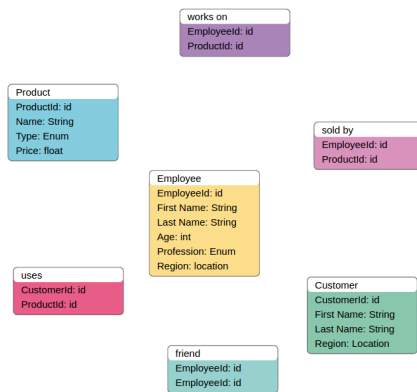 works on
EmployeeId: id
ProductId: id
Product
ProductId: id
Name: String
Type: Enum
Price: float
sold by
EmployeeId: id
ProductId: id
Employee
EmployeeId: id
First Name: String
Last Name: String
Age: int
Profession: Enum
Region: location
uses
CustomerId: id
ProductId: id
Customer
CustomerId: id
First Name: String
Last Name: String
Region: Location
friend
EmployeeId: id
EmployeeId: id